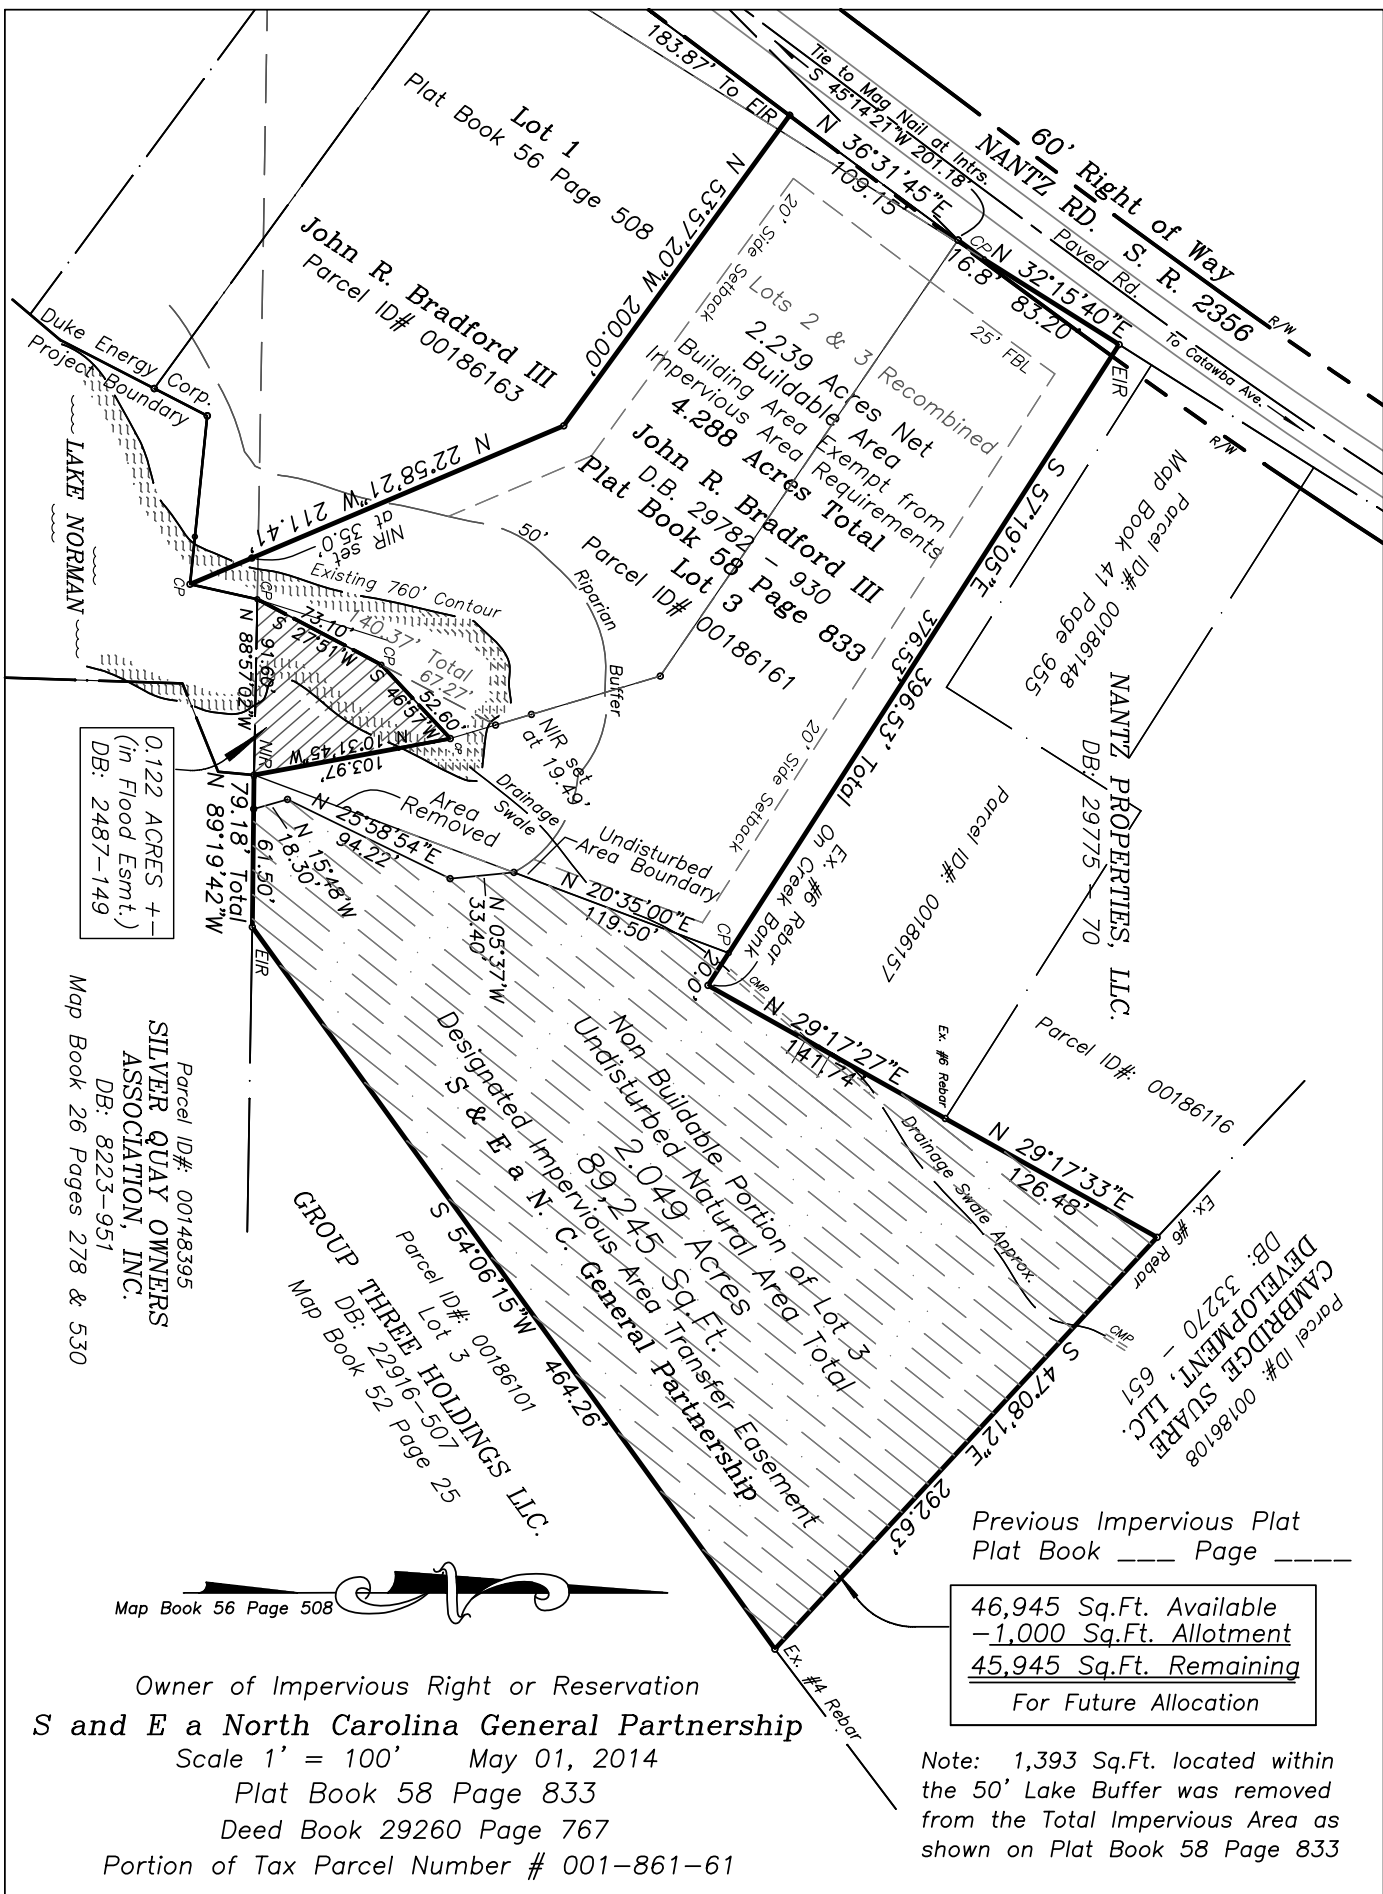 183.87' To EIR
Tie to Mag Nail at Intrs.
S 45°14'21"W 201.18'
60' Right of Way
NANTZ RD. S. R. 2356
Paved Rd.
To Catawba Ave.
R/W
R/W
N 36°31'45"E
109.15'
CP
16.8'
N 32°15'40"E
83.20'
EIR
Lot 1
Plat Book 56 Page 508
John R. Bradford III
Parcel ID# 00186163
N 53°57'20"W 200.00'
N 22°58'21"W 211.41'
NIR set
at 35.0'
Duke Energy Corp.
Project Boundary
LAKE NORMAN
20' Side Setback
25' FBL
Lots 2 & 3 Recombined
2.239 Acres Net
Buildable Area
Building Area Exempt from
Impervious Area Requirements
4.288 Acres Total
John R. Bradford III
D.B. 29782 - 930
Plat Book 58 Page 833
Lot 3
Parcel ID# 00186161
S 57°19'05"E
376.53'
396.53' Total
20' Side Setback
50'
Riparian
Buffer
Existing 760' Contour
CP
CP
73.10'
S 27°51'W
140.37' Total
67.27'
CP
S 46°57'W
52.60'
CP
91.60'
N 88°57'02"W
N 10°31'45"W
103.97'
NIR
NIR set
at 19.49'
Drainage
Swale
Area
Removed
Undisturbed
Area Boundary
N 25°58'54"E
94.22'
N 15°48'W
18.30'
N 05°37'W
33.40'
N 20°35'00"E
119.50'
CP
20.0'
CMP
Ex. #6 Rebar
On Creek Bank
79.18' Total
61.50'
N 89°19'42"W
EIR
0.122 ACRES +-
(in Flood Esmt.)
DB: 2487-149
Parcel ID#: 00186148
Map Book 41 Page 955
NANTZ PROPERTIES, LLC.
DB: 29775 - 70
Parcel ID#: 00186157
Parcel ID#: 00186116
N 29°17'27"E
141.74'
Ex. #6 Rebar
N 29°17'33"E
126.48'
Ex. #6 Rebar
Drainage Swale Approx.
CMP
Parcel ID#: 00186108
CAMBRIDGE SUARE
DEVELOPMENT, LLC.
DB: 33270 - 651
S 47°08'12"E
292.63'
Non Buildable Portion of Lot 3
Undisturbed Natural Area Total
2.049 Acres
89,245 Sq.Ft.
Designated Impervious Area Transfer Easement
S & E a N. C. General Partnership
S 54°06'15"W 464.26'
Ex. #4 Rebar
Parcel ID#: 00186101
Lot 3
GROUP THREE HOLDINGS LLC.
DB: 22916-507
Map Book 52 Page 25
Parcel ID#: 00148395
SILVER QUAY OWNERS
ASSOCIATION, INC.
DB: 8223-951
Map Book 26 Pages 278 & 530
N
Map Book 56 Page 508
Previous Impervious Plat
Plat Book ___ Page ____
46,945 Sq.Ft. Available
-1,000 Sq.Ft. Allotment
45,945 Sq.Ft. Remaining
For Future Allocation
Owner of Impervious Right or Reservation
S and E a North Carolina General Partnership
Scale 1' = 100' May 01, 2014
Plat Book 58 Page 833
Deed Book 29260 Page 767
Portion of Tax Parcel Number # 001-861-61
Note: 1,393 Sq.Ft. located within
the 50' Lake Buffer was removed
from the Total Impervious Area as
shown on Plat Book 58 Page 833